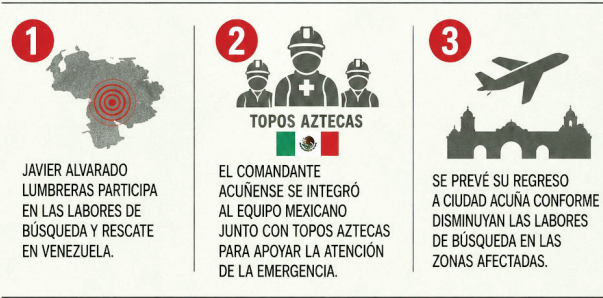 1
JAVIER ALVARADO
LUMBRERAS PARTICIPA
EN LAS LABORES DE
BÚSQUEDA Y RESCATE
EN VENEZUELA.
2
TOPOS AZTECAS
EL COMANDANTE
ACUÑENSE SE INTEGRÓ
AL EQUIPO MEXICANO
JUNTO CON TOPOS AZTECAS
PARA APOYAR LA ATENCIÓN
DE LA EMERGENCIA.
3
SE PREVÉ SU REGRESO
A CIUDAD ACUÑA CONFORME
DISMINUYAN LAS LABORES
DE BÚSQUEDA EN LAS
ZONAS AFECTADAS.